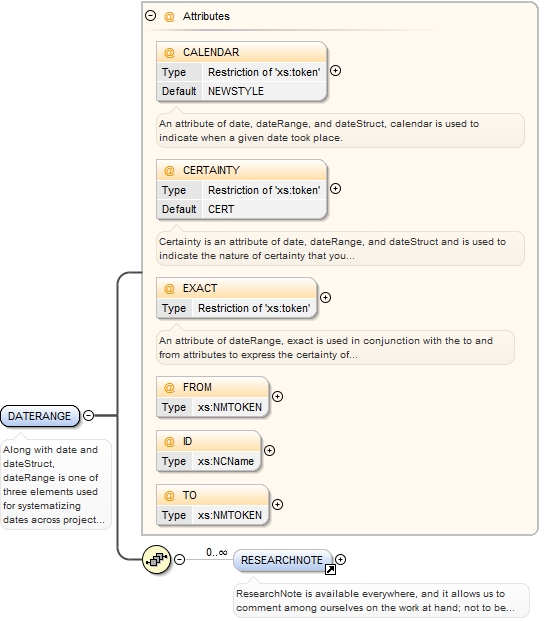 Attributes
@ CALENDAR
Type Restriction of 'xs:token'
Default NEWSTYLE
An attribute of date, dateRange, and dateStruct, calendar is used to
indicate when a given date took place.
@ CERTAINTY
Type Restriction of 'xs:token'
Default CERT
Certainty is an attribute of date, dateRange, and dateStruct and is used to
indicate the nature of certainty that you...
@ EXACT
Type Restriction of 'xs:token'
An attribute of dateRange, exact is used in conjunction with the to and
from attributes to express the certainty of...
@ FROM
Type xs:NMTOKEN
@ ID
Type xs:NCName
@ TO
Type xs:NMTOKEN
DATERANGE
Along with date and
dateStruct,
dateRange is one of
three elements used
for systematizing
dates across project...
0..∞
RESEARCHNOTE
ResearchNote is available everywhere, and it allows us to
comment among ourselves on the work at hand; not to be...